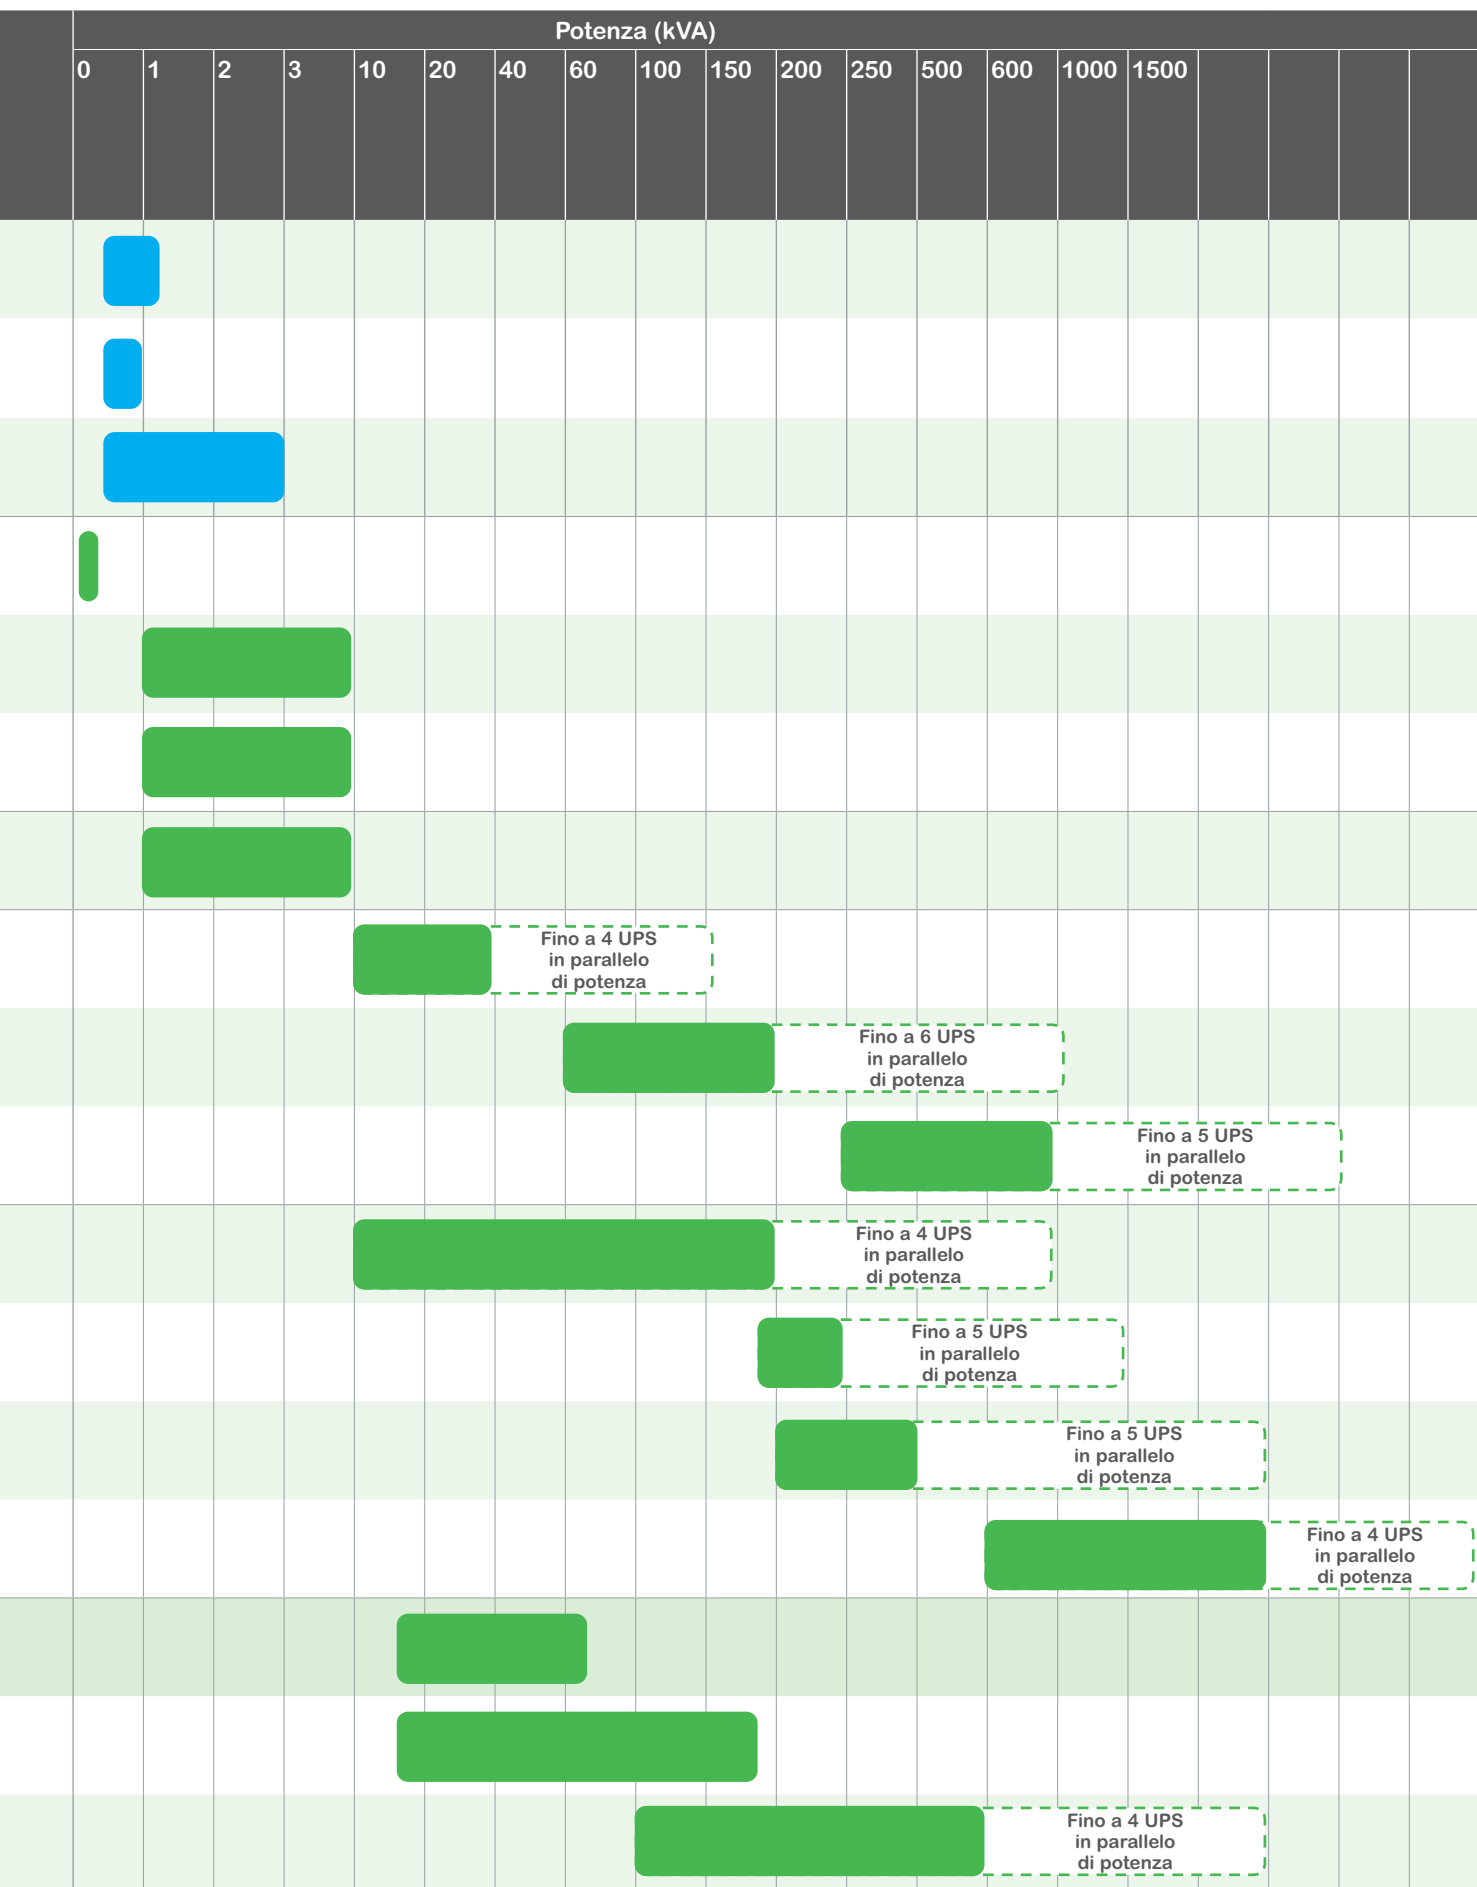 Potenza (kVA)
0 1 2 3 10 20 40 60 100 150 200 250 500 600 1000 1500
Fino a 4 UPS
in parallelo
di potenza
Fino a 6 UPS
in parallelo
di potenza
Fino a 5 UPS
in parallelo
di potenza
Fino a 4 UPS
in parallelo
di potenza
Fino a 5 UPS
in parallelo
di potenza
Fino a 5 UPS
in parallelo
di potenza
Fino a 4 UPS
in parallelo
di potenza
Fino a 4 UPS
in parallelo
di potenza